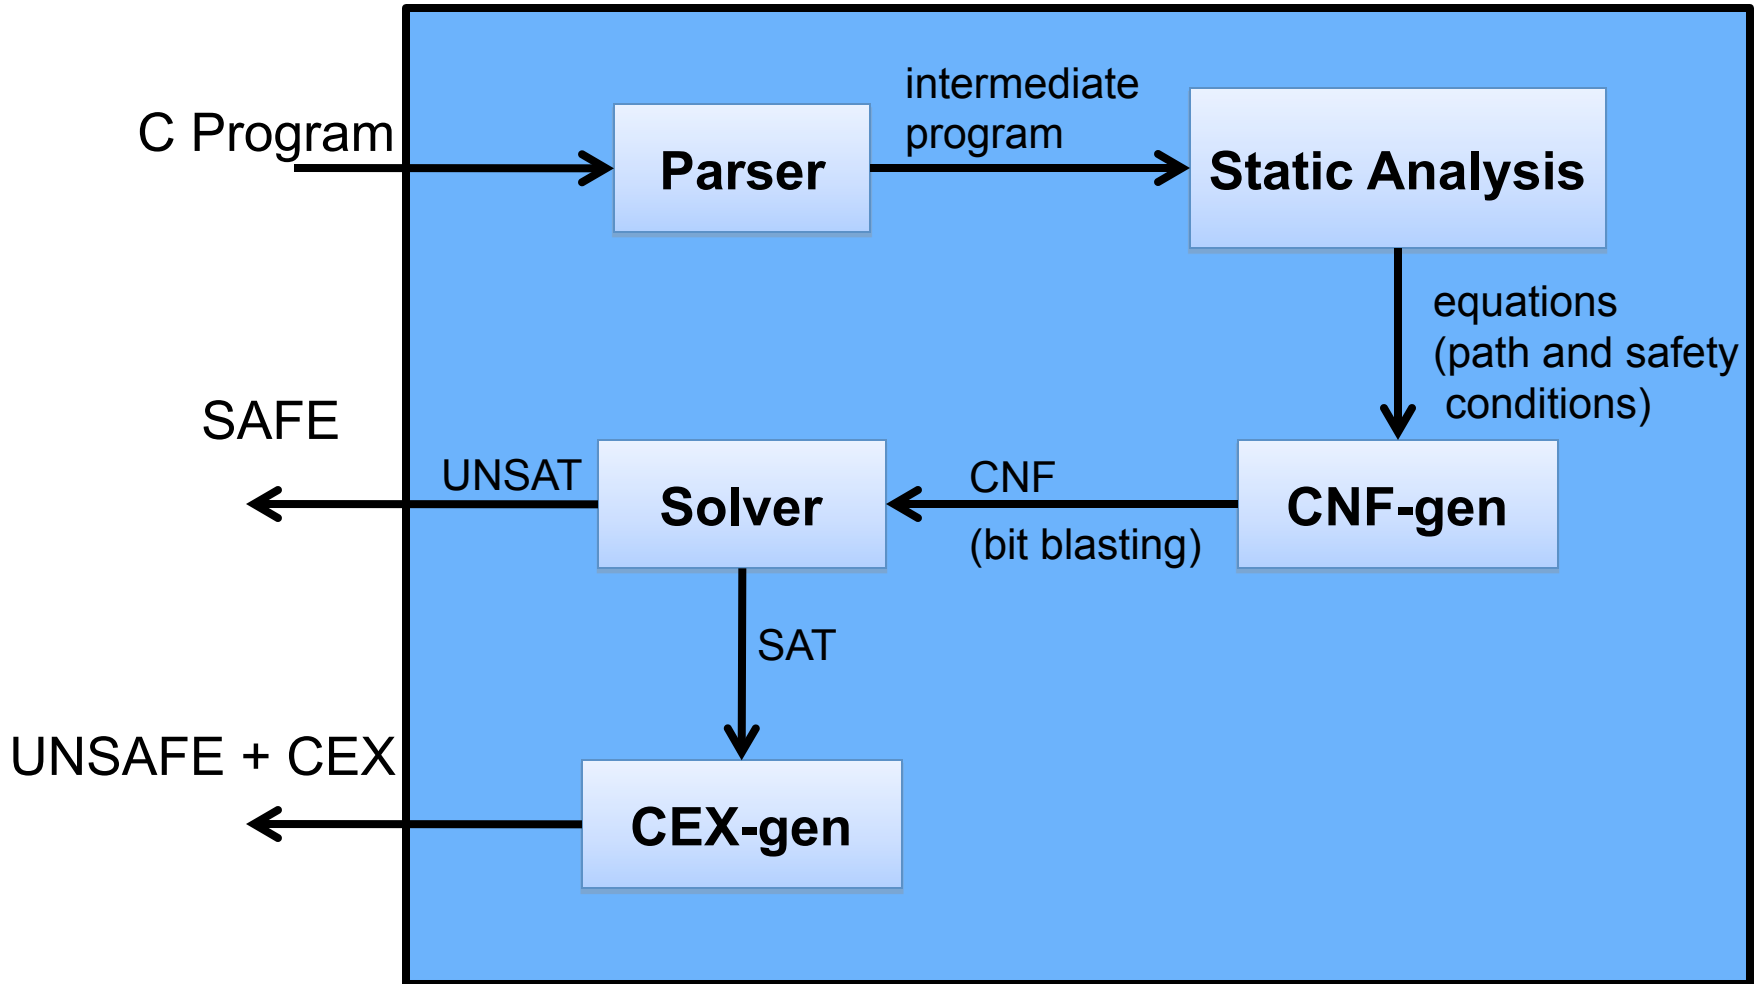 C Program
Parser
intermediate
program
Static Analysis
equations
(path and safety
conditions)
SAFE
UNSAT
Solver
CNF
(bit blasting)
CNF-gen
SAT
UNSAFE + CEX
CEX-gen